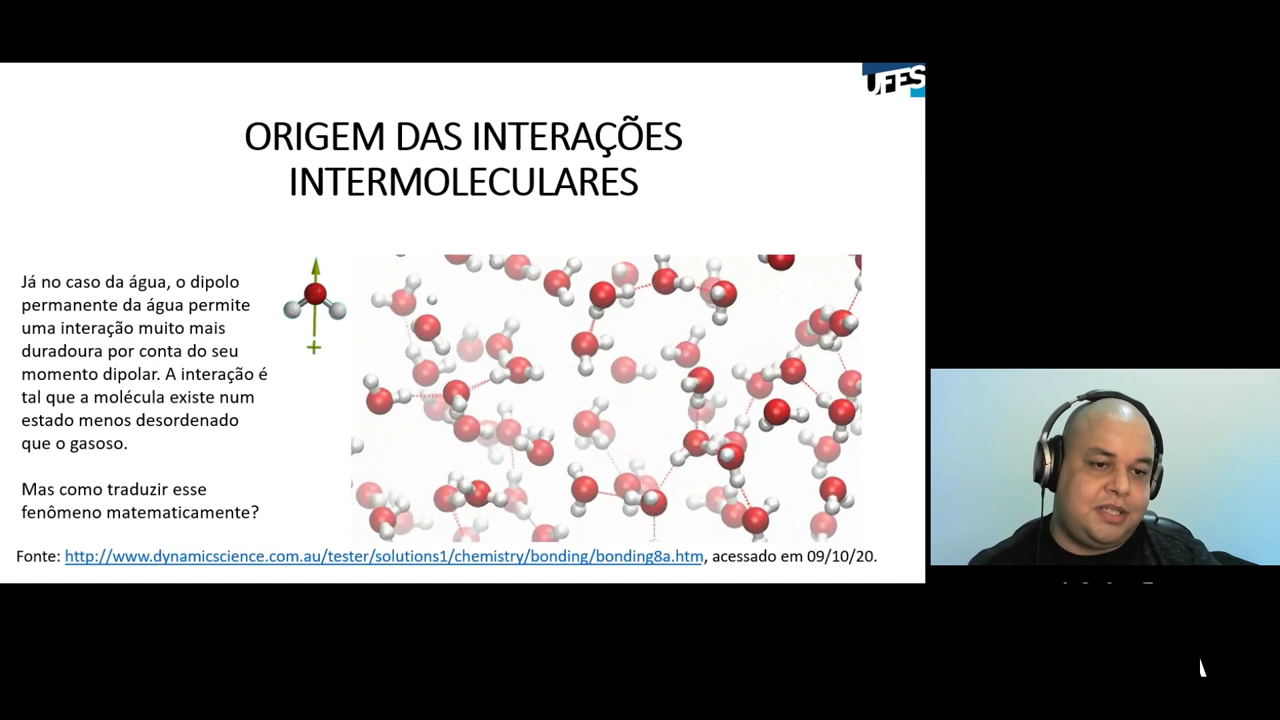 UFES
ORIGEM DAS INTERAÇÕES
INTERMOLECULARES
Já no caso da água, o dipolo
permanente da água permite
uma interação muito mais
duradoura por conta do seu
momento dipolar. A interação é
tal que a molécula existe num
estado menos desordenado
que o gasoso.
Mas como traduzir esse
fenômeno matematicamente?
Fonte: http://www.dynamicscience.com.au/tester/solutions1/chemistry/bonding/bonding8a.htm, acessado em 09/10/20.